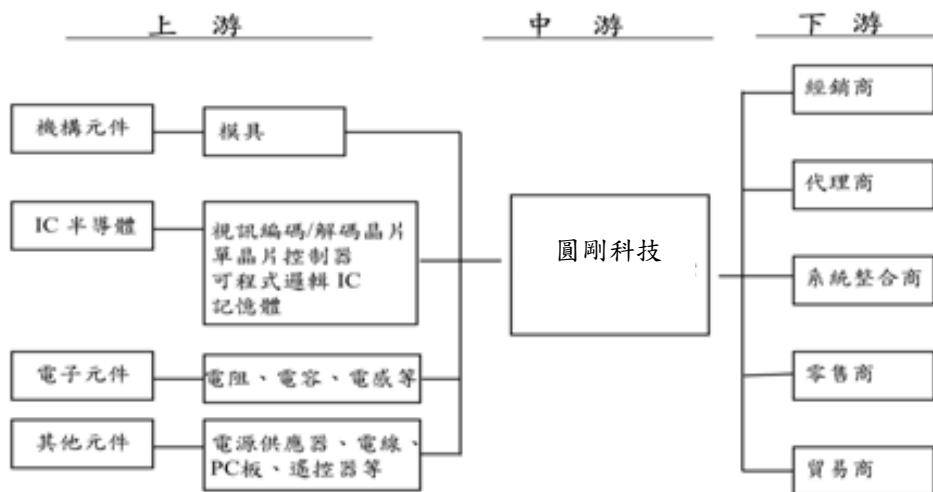 上 游
中 游
下 游
機構元件
模具
IC 半導體
視訊編碼/解碼晶片
單晶片控制器
可程式邏輯 IC
記憶體
電子元件
電阻、電容、電感等
其他元件
電源供應器、電線、
PC板、遙控器等
圓剛科技
經銷商
代理商
系統整合商
零售商
貿易商